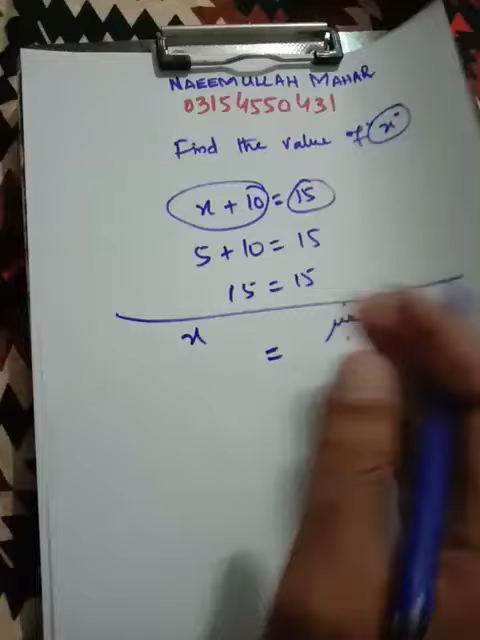 NAEEMULLAH MAHAR
03154550431
Find the value of "x"
x + 10 = 15
5 + 10 = 15
15 = 15
x =